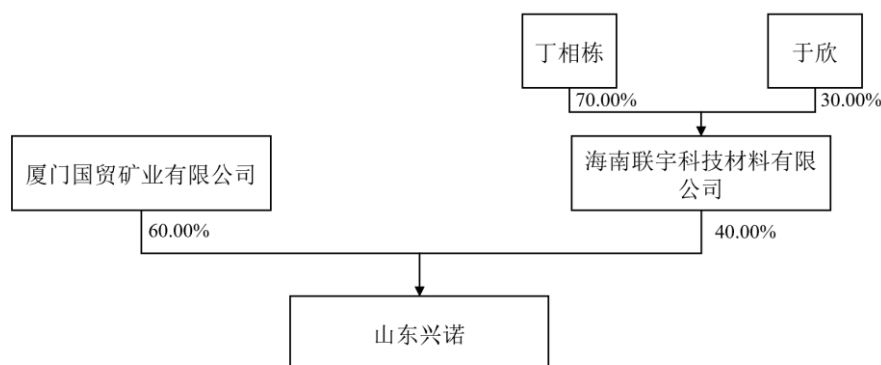 丁相栋
于欣
70.00%
30.00%
厦门国贸矿业有限公司
海南联宇科技材料有限
公司
60.00%
40.00%
山东兴诺